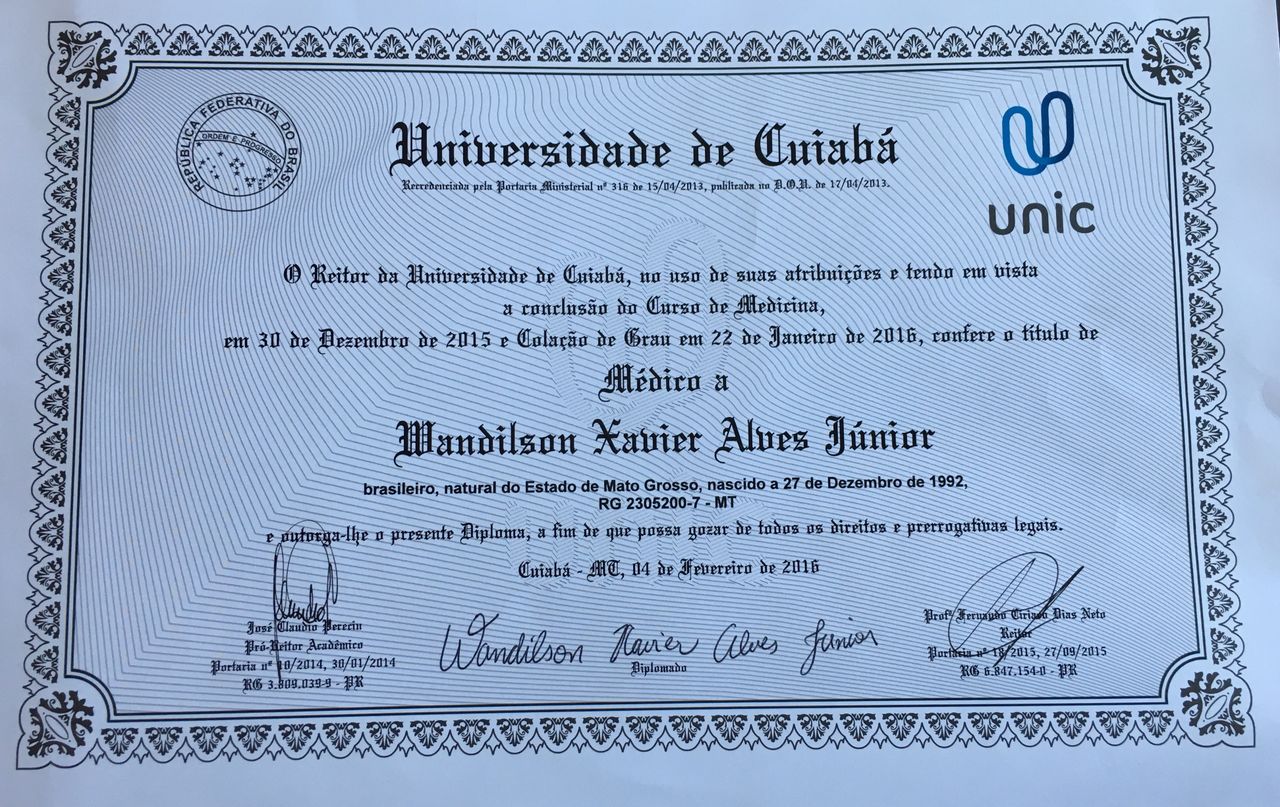 REPÚBLICA FEDERATIVA DO BRASIL
ORDEM E PROGRESSO
Universidade de Cuiabá
Recredenciada pela Portaria Ministerial nº 316 de 15/04/2013, publicada no D.O.U. de 17/04/2013.
unic
O Reitor da Universidade de Cuiabá, no uso de suas atribuições e tendo em vista
a conclusão do Curso de Medicina,
em 30 de Dezembro de 2015 e Colação de Grau em 22 de Janeiro de 2016, confere o título de
Médico a
Wandilson Xavier Alves Júnior
brasileiro, natural do Estado de Mato Grosso, nascido a 27 de Dezembro de 1992,
RG 2305200-7 - MT
e outorga-lhe o presente Diploma, a fim de que possa gozar de todos os direitos e prerrogativas legais.
Cuiabá - MT, 04 de Fevereiro de 2016
José Claudio Perecin
Pró-Reitor Acadêmico
Portaria nº 10/2014, 30/01/2014
RG 3.809.039-9 - PR
Wandilson Xavier Alves Júnior
Diplomado
Profº Fernando Ciriaco Dias Neto
Reitor
Portaria nº 18/2015, 27/09/2015
RG 6.847.154-0 - PR